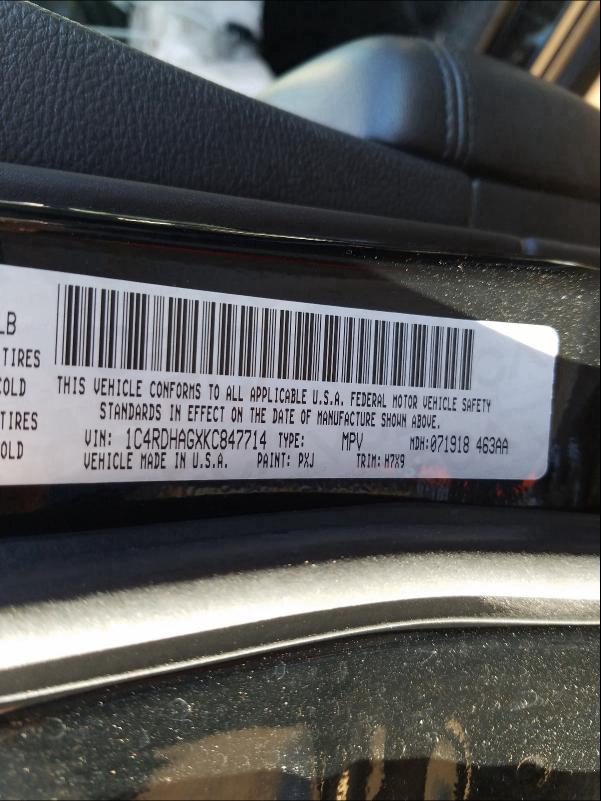 LB
TIRES
COLD
TIRES
OLD
THIS VEHICLE CONFORMS TO ALL APPLICABLE U.S.A. FEDERAL MOTOR VEHICLE SAFETY
STANDARDS IN EFFECT ON THE DATE OF MANUFACTURE SHOWN ABOVE.
VIN: 1C4RDHAGXKC847714 TYPE: MPV MDH:071918 463AA
VEHICLE MADE IN U.S.A. PAINT: PXJ TRIM: H7X9